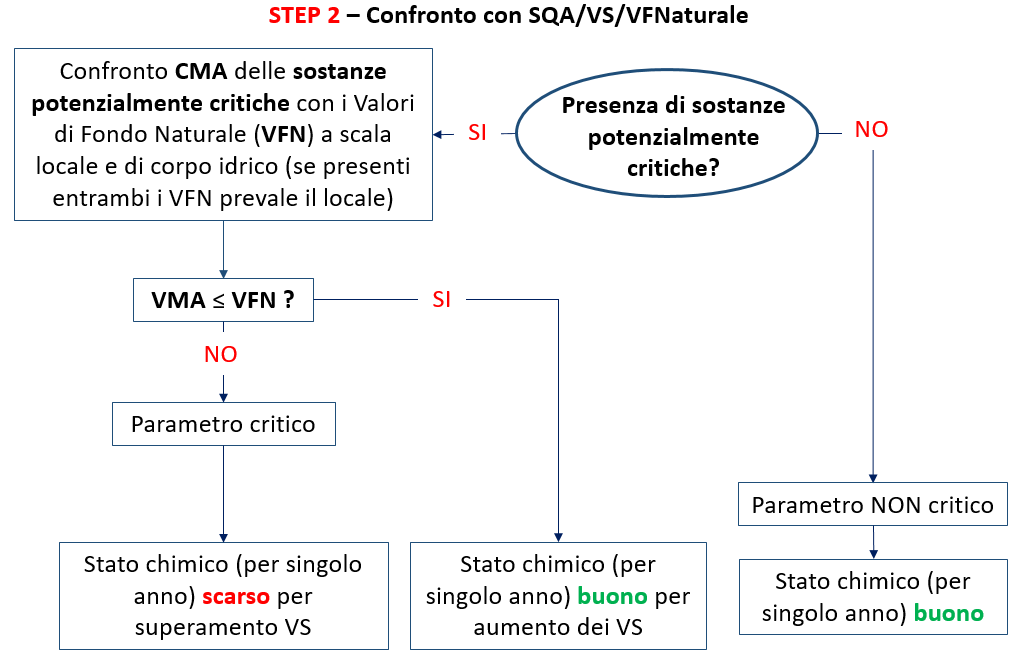 STEP 2 – Confronto con SQA/VS/VFNaturale
Confronto CMA delle sostanze
potenzialmente critiche con i Valori
di Fondo Naturale (VFN) a scala
locale e di corpo idrico (se presenti
entrambi i VFN prevale il locale)
SI
Presenza di sostanze
potenzialmente
critiche?
NO
VMA ≤ VFN ?
SI
NO
Parametro critico
Parametro NON critico
Stato chimico (per singolo
anno) scarso per
superamento VS
Stato chimico (per
singolo anno) buono per
aumento dei VS
Stato chimico (per
singolo anno) buono